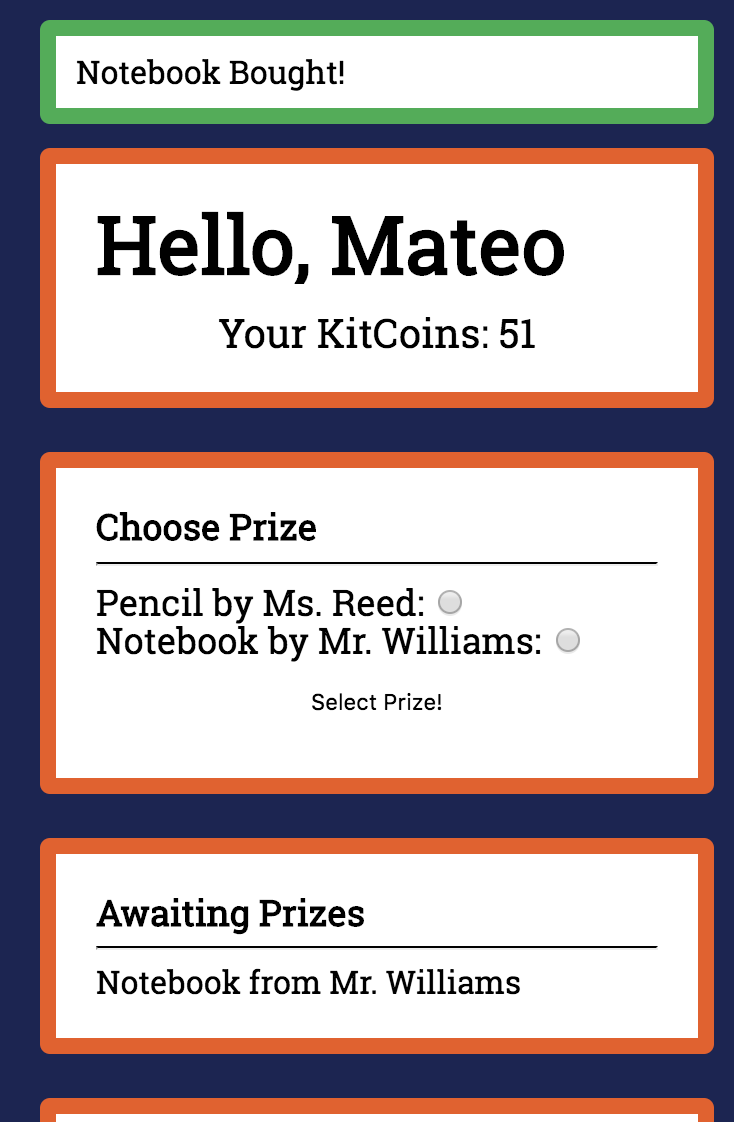 Notebook Bought!
Hello, Mateo
Your KitCoins: 51
Choose Prize
Pencil by Ms. Reed:
Notebook by Mr. Williams:
Select Prize!
Awaiting Prizes
Notebook from Mr. Williams